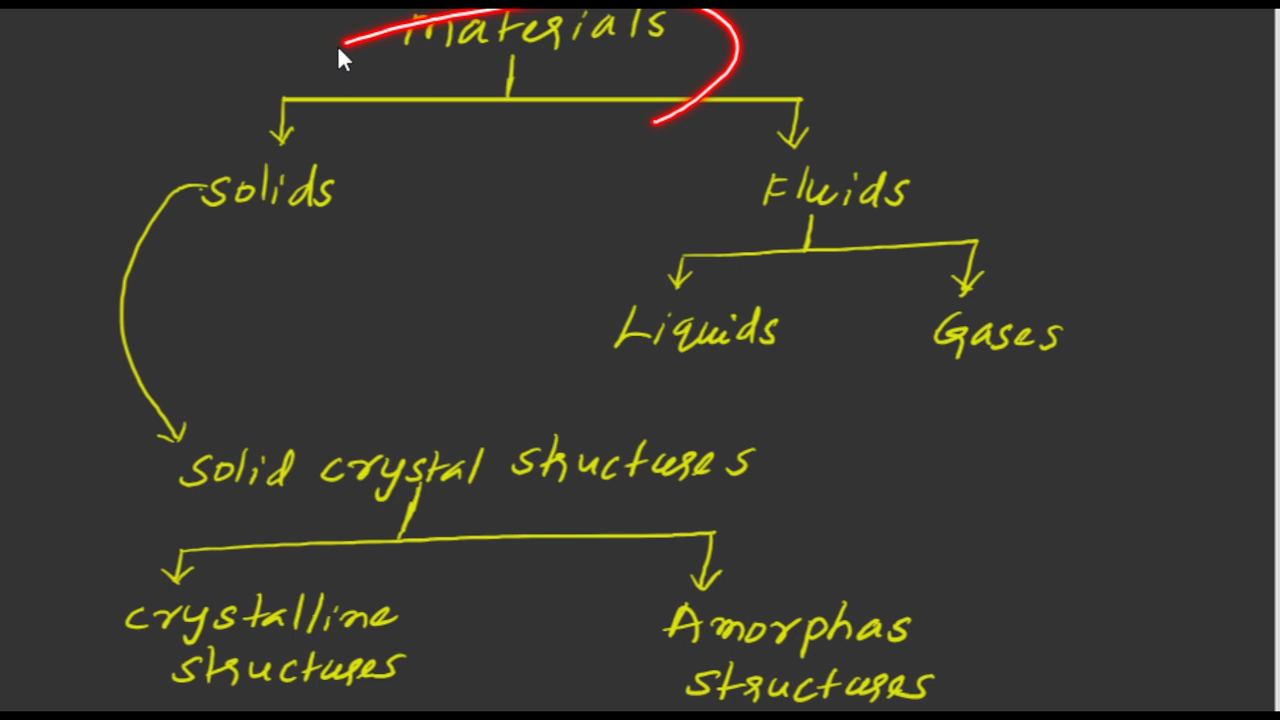 materials
solids
Fluids
Liquids
Gases
solid crystal structures
crystalline
structures
Amorphas
structures